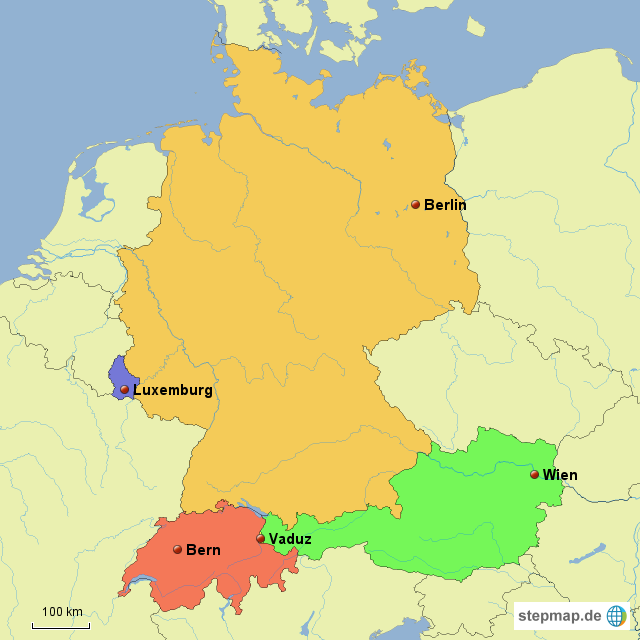 Berlin
Luxemburg
Wien
Vaduz
Bern
100 km
stepmap.de